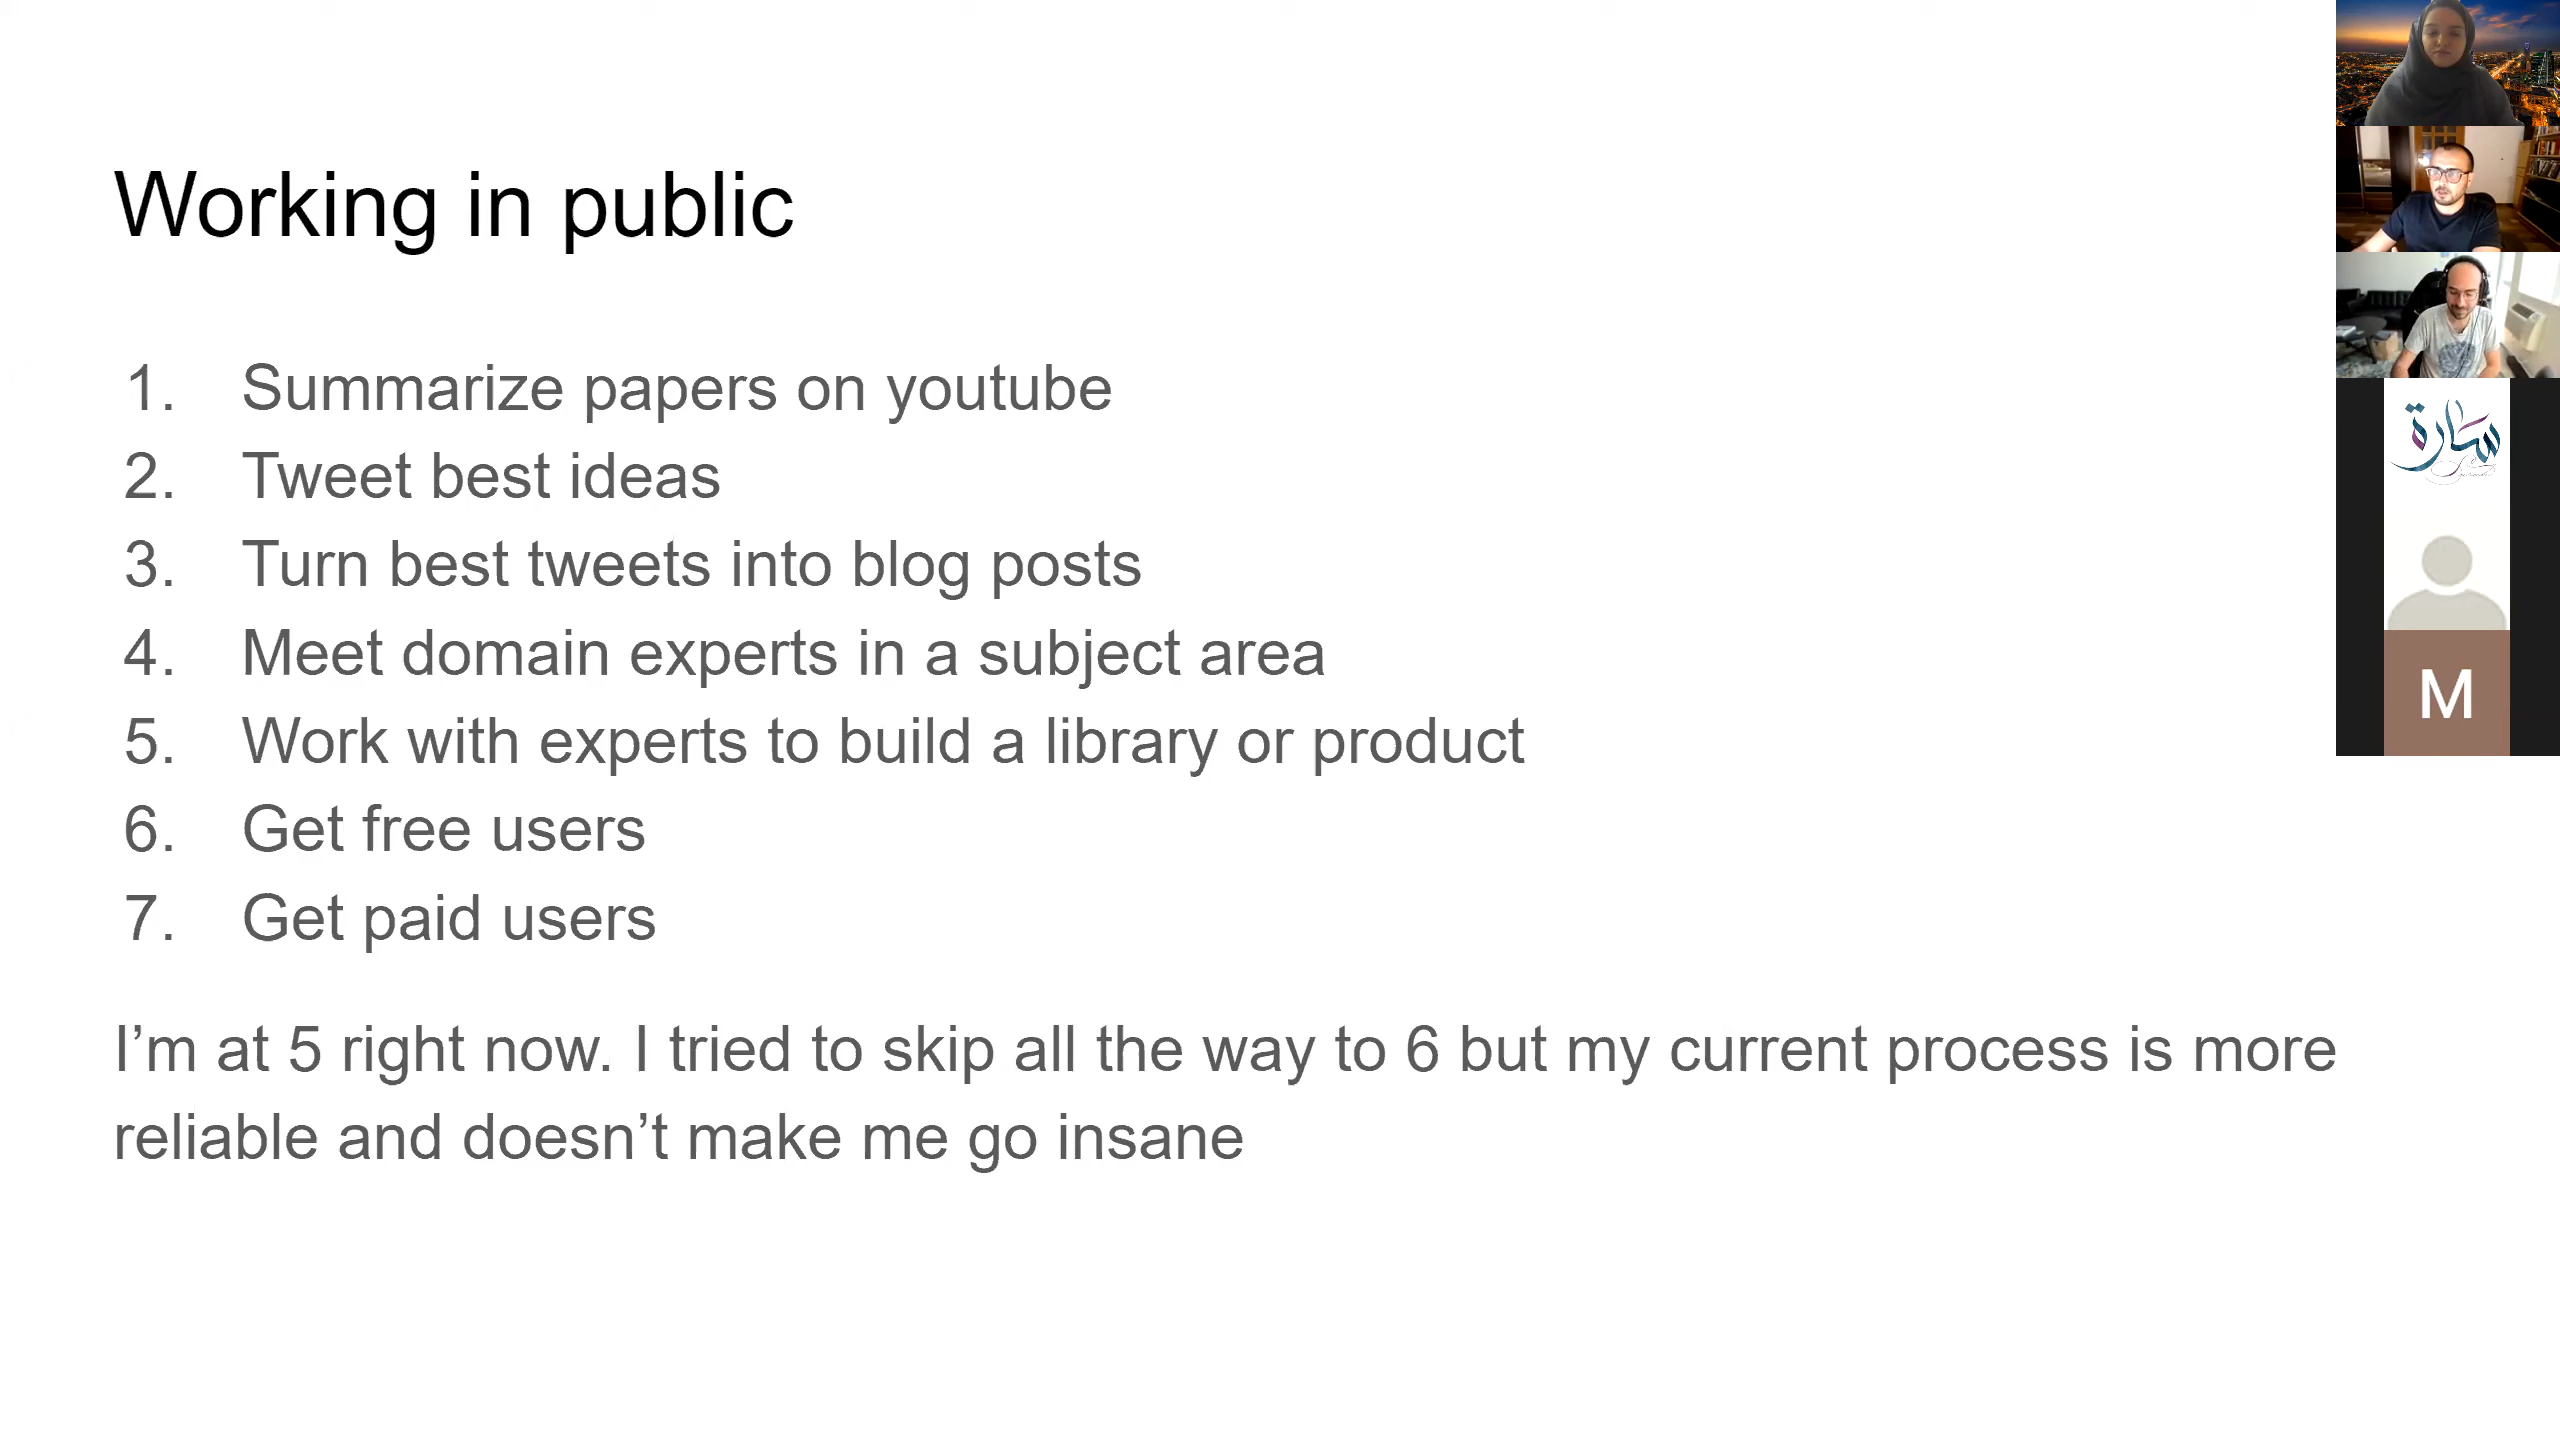 Working in public
1. Summarize papers on youtube
2. Tweet best ideas
3. Turn best tweets into blog posts
4. Meet domain experts in a subject area
5. Work with experts to build a library or product
6. Get free users
7. Get paid users
I’m at 5 right now. I tried to skip all the way to 6 but my current process is more
reliable and doesn’t make me go insane
سارة
M